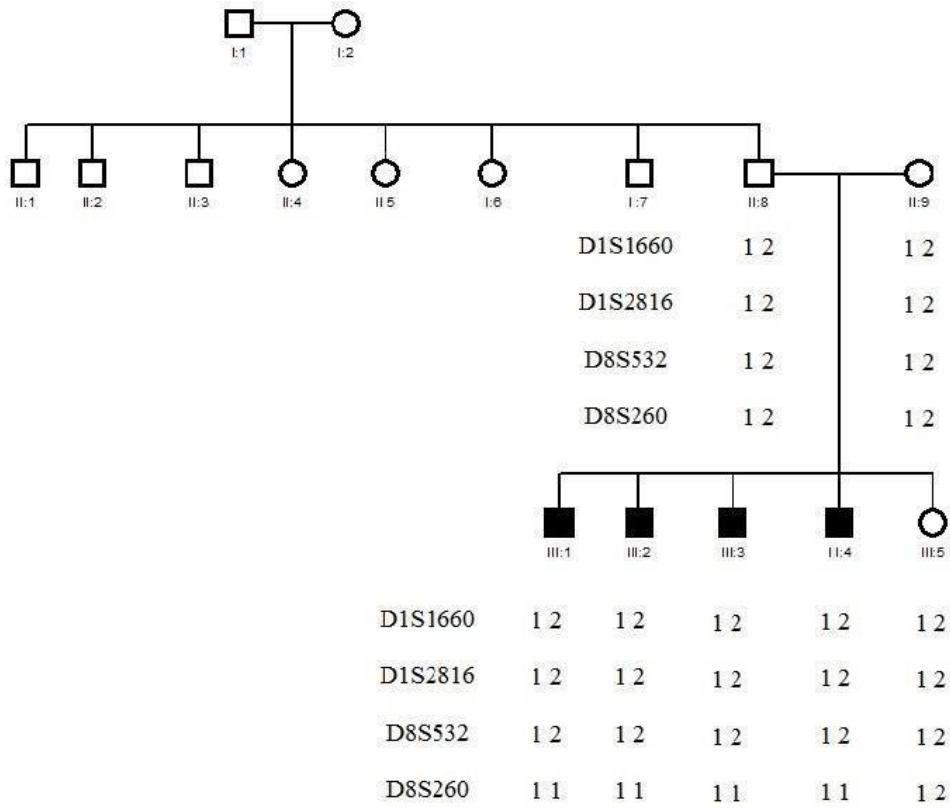 I:1 I:2
II:1 II:2 II:3 II:4 II 5 I:6 I:7 II:8 II:9
D1S1660 1 2 1 2
D1S2816 1 2 1 2
D8S532 1 2 1 2
D8S260 1 2 1 2
III:1 III:2 III:3 I I:4 III:5
D1S1660 1 2 1 2 1 2 1 2 1 2
D1S2816 1 2 1 2 1 2 1 2 1 2
D8S532 1 2 1 2 1 2 1 2 1 2
D8S260 1 1 1 1 1 1 1 1 1 2